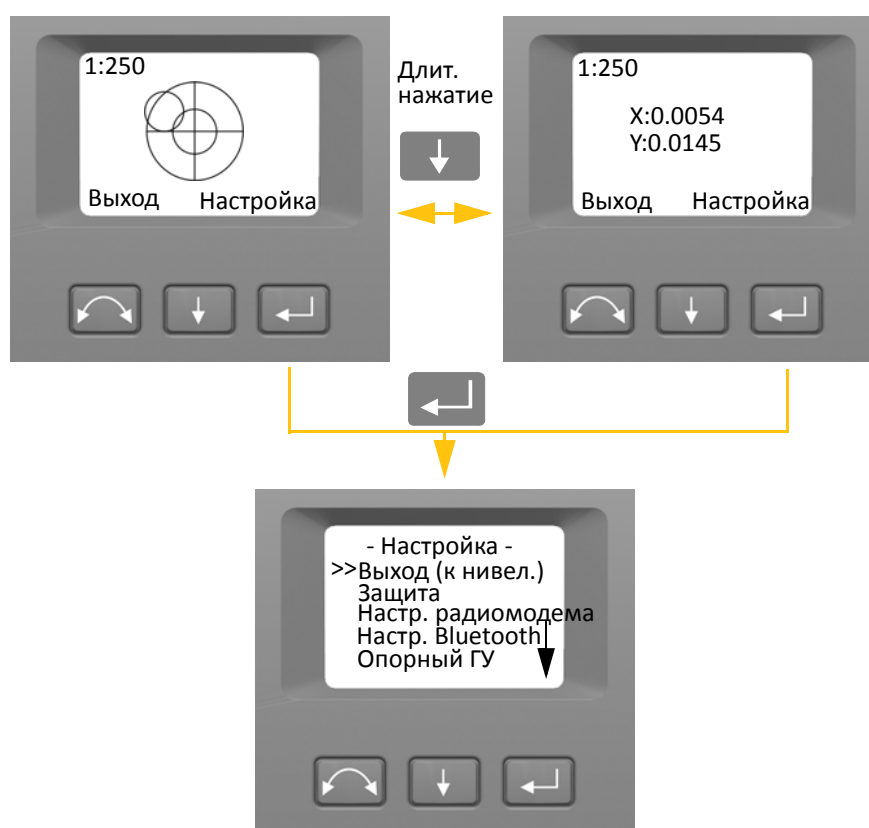 1:250
Выход Настройка
Длит.
нажатие
1:250
X:0.0054
Y:0.0145
Выход Настройка
- Настройка -
>>Выход (к нивел.)
Защита
Настр. радиомодема
Настр. Bluetooth
Опорный ГУ